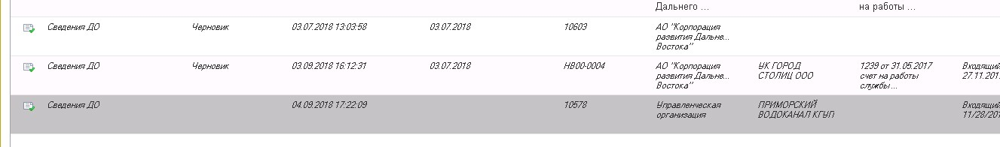 Дальнего ... на работы ...
Сведения ДО Черновик 03.07.2018 13:03:58 03.07.2018 10603 АО "Корпорация
развития Дальне...
Востока"
Сведения ДО Черновик 03.09.2018 16:12:31 03.07.2018 НВ00-0004 АО "Корпорация УК ГОРОД 1239 от 31.05.2017 Входящий
развития Дальне... СТОЛИЦ ООО счет на работы 27.11.201
Востока" службы ...
Сведения ДО 04.09.2018 17:22:09 10578 Управленческая ПРИМОРСКИЙ Входящий
организация ВОДОКАНАЛ КГУП 11/28/201